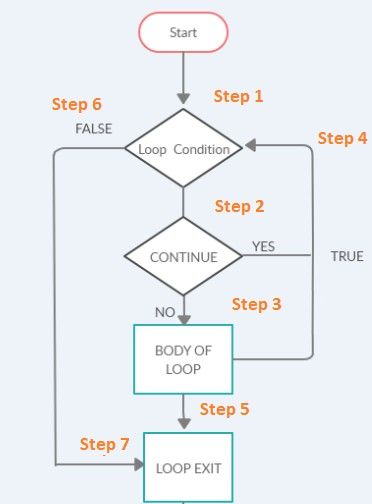 Start
Step 1
Step 6
FALSE
Loop Condition
Step 4
Step 2
CONTINUE
YES
TRUE
Step 3
NO
BODY OF
LOOP
Step 5
Step 7
LOOP EXIT